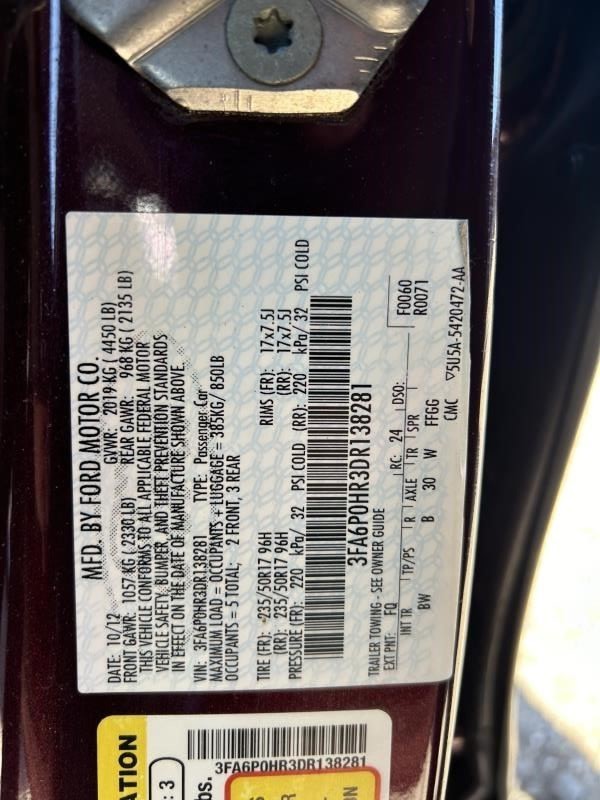 MFD. BY FORD MOTOR CO.
DATE: 10/12 GVWR: 2019 KG ( 4450 LB)
FRONT GAWR: 1057 KG ( 2330 LB) REAR GAWR: 968 KG ( 2135 LB)
THIS VEHICLE CONFORMS TO ALL APPLICABLE FEDERAL MOTOR
VEHICLE SAFETY, BUMPER, AND THEFT PREVENTION STANDARDS
IN EFFECT ON THE DATE OF MANUFACTURE SHOWN ABOVE.
VIN: 3FA6P0HR3DR138281 TYPE: Passenger Car
MAXIMUM LOAD = OCCUPANTS + LUGGAGE = 385KG/ 850LB
OCCUPANTS = 5 TOTAL; 2 FRONT, 3 REAR
TIRE (FR): 235/50R17 96H RIMS (FR): 17x7.5J
(RR): 235/50R17 96H (RR): 17x7.5J
PRESSURE (FR): 220 kPa/ 32 PSI COLD (RR): 220 kPa/ 32 PSI COLD
3FA6P0HR3DR138281
TRAILER TOWING - SEE OWNER GUIDE
EXT PNT: FQ RC: 24 DSO: F0060
R0071
INT TR TP/PS R AXLE TR SPR
BW B 30 W FFGG
CMC ▽5U5A-5420472-AA
3FA6P0HR3DR138281
ATION
: 3
bs.